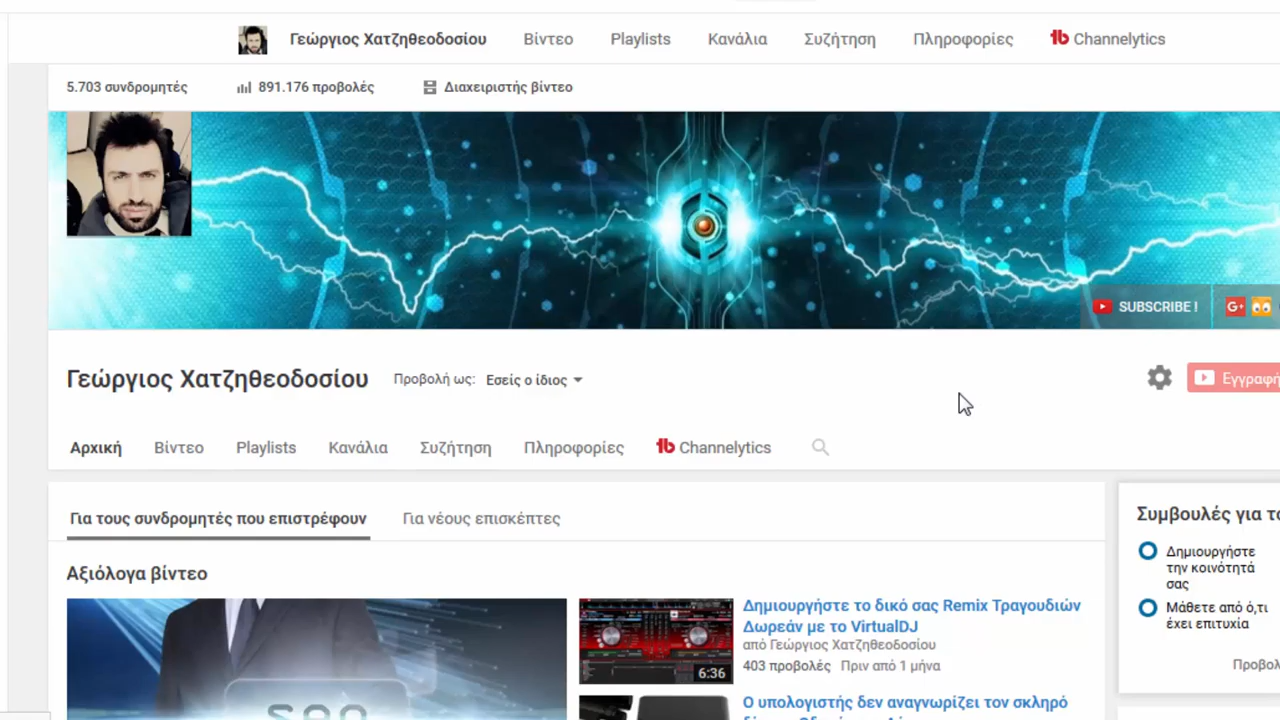 Γεώργιος Χατζηθεοδοσίου Βίντεο Playlists Κανάλια Συζήτηση Πληροφορίες Channelytics
5.703 συνδρομητές 891.176 προβολές Διαχειριστής βίντεο
SUBSCRIBE ! G+
Γεώργιος Χατζηθεοδοσίου Προβολή ως: Εσείς ο ίδιος
Εγγραφή
Αρχική Βίντεο Playlists Κανάλια Συζήτηση Πληροφορίες Channelytics
Για τους συνδρομητές που επιστρέφουν Για νέους επισκέπτες
Αξιόλογα βίντεο
6:36
Δημιουργήστε το δικό σας Remix Τραγουδιών
Δωρεάν με το VirtualDJ
από Γεώργιος Χατζηθεοδοσίου
403 προβολές Πριν από 1 μήνα
Ο υπολογιστής δεν αναγνωρίζει τον σκληρό
Συμβουλές για
Δημιουργήστε
την κοινότητά
σας
Μάθετε από ό,τι
έχει επιτυχία